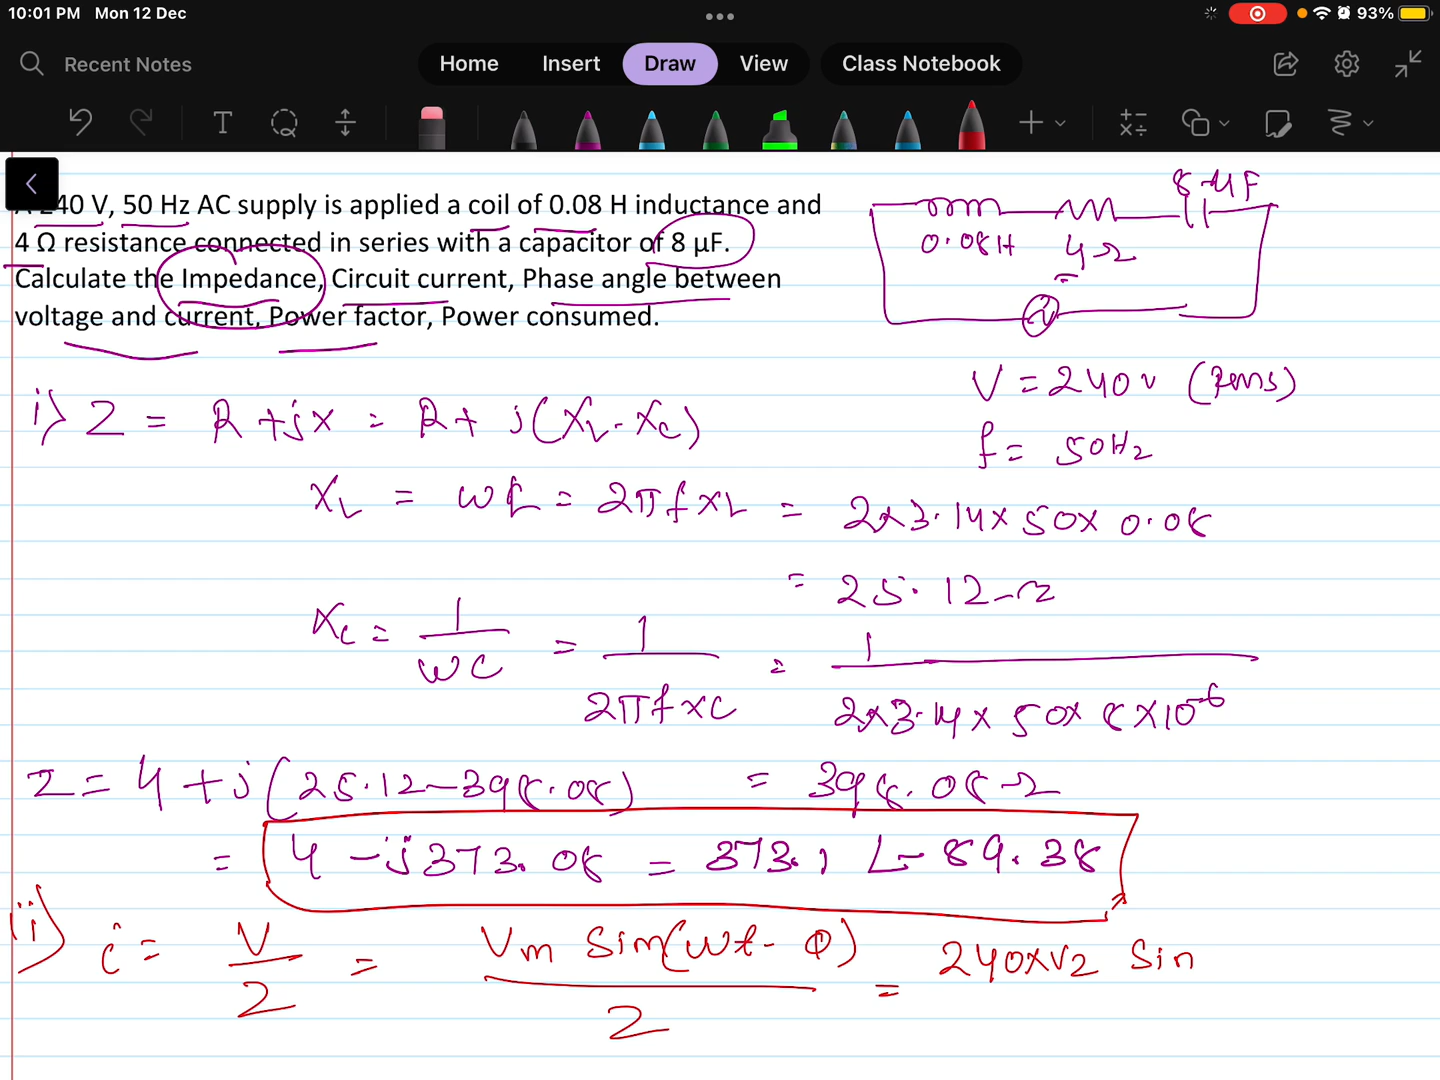 10:01 PM Mon 12 Dec
93%
Recent Notes
Home Insert Draw View Class Notebook
240 V, 50 Hz AC supply is applied a coil of 0.08 H inductance and
4 Ω resistance connected in series with a capacitor of 8 μF.
Calculate the Impedance, Circuit current, Phase angle between
voltage and current, Power factor, Power consumed.
8 μF
0.08H 4Ω
V = 240v (rms)
f = 50Hz
i) Z = R + jX = R + j(XL - XC)
XL = ωL = 2πf×L = 2×3.14×50×0.08
= 25.12 Ω
XC = 1/ωC = 1/2πf×C = 1/2×3.14×50×8×10^-6
= 398.08 Ω
Z = 4 + j(25.12 - 398.08)
= 4 - j373.08 = 373.1 ∠-89.38
ii) i = V/Z = Vm Sin(ωt - φ)/Z = 240×√2 Sin